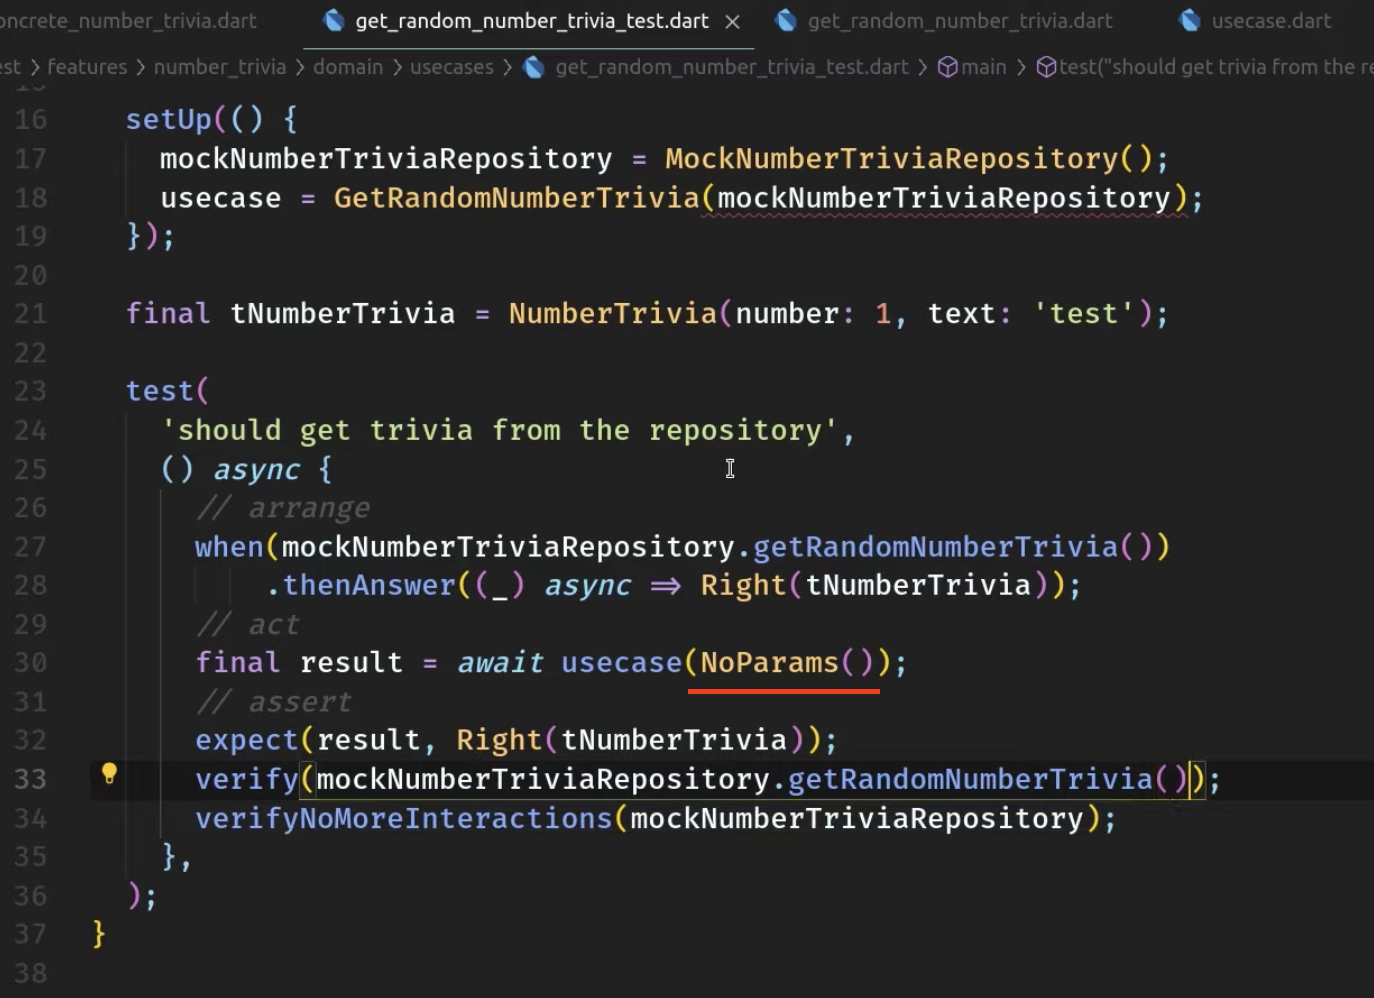 oncrete_number_trivia.dart get_random_number_trivia_test.dart × get_random_number_trivia.dart usecase.dart
est > features > number_trivia > domain > usecases > get_random_number_trivia_test.dart > main > test("should get trivia from the re
16 setUp(() {
17 mockNumberTriviaRepository = MockNumberTriviaRepository();
18 usecase = GetRandomNumberTrivia(mockNumberTriviaRepository);
19 });
20
21 final tNumberTrivia = NumberTrivia(number: 1, text: 'test');
22
23 test(
24 'should get trivia from the repository',
25 () async {
26 // arrange
27 when(mockNumberTriviaRepository.getRandomNumberTrivia())
28 .thenAnswer((_) async => Right(tNumberTrivia));
29 // act
30 final result = await usecase(NoParams());
31 // assert
32 expect(result, Right(tNumberTrivia));
33 verify(mockNumberTriviaRepository.getRandomNumberTrivia());
34 verifyNoMoreInteractions(mockNumberTriviaRepository);
35 },
36 );
37 }
38